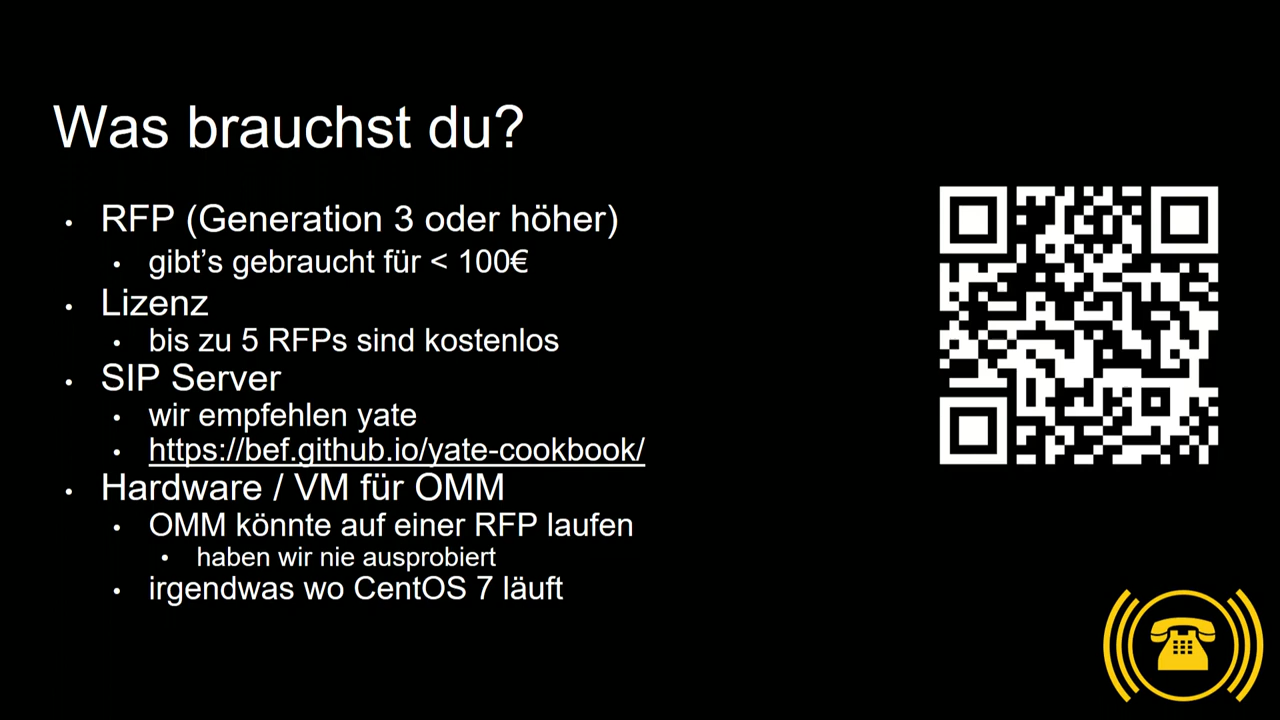 Was brauchst du?
• RFP (Generation 3 oder höher)
• gibt’s gebraucht für < 100€
• Lizenz
• bis zu 5 RFPs sind kostenlos
• SIP Server
• wir empfehlen yate
• https://bef.github.io/yate-cookbook/
• Hardware / VM für OMM
• OMM könnte auf einer RFP laufen
• haben wir nie ausprobiert
• irgendwas wo CentOS 7 läuft